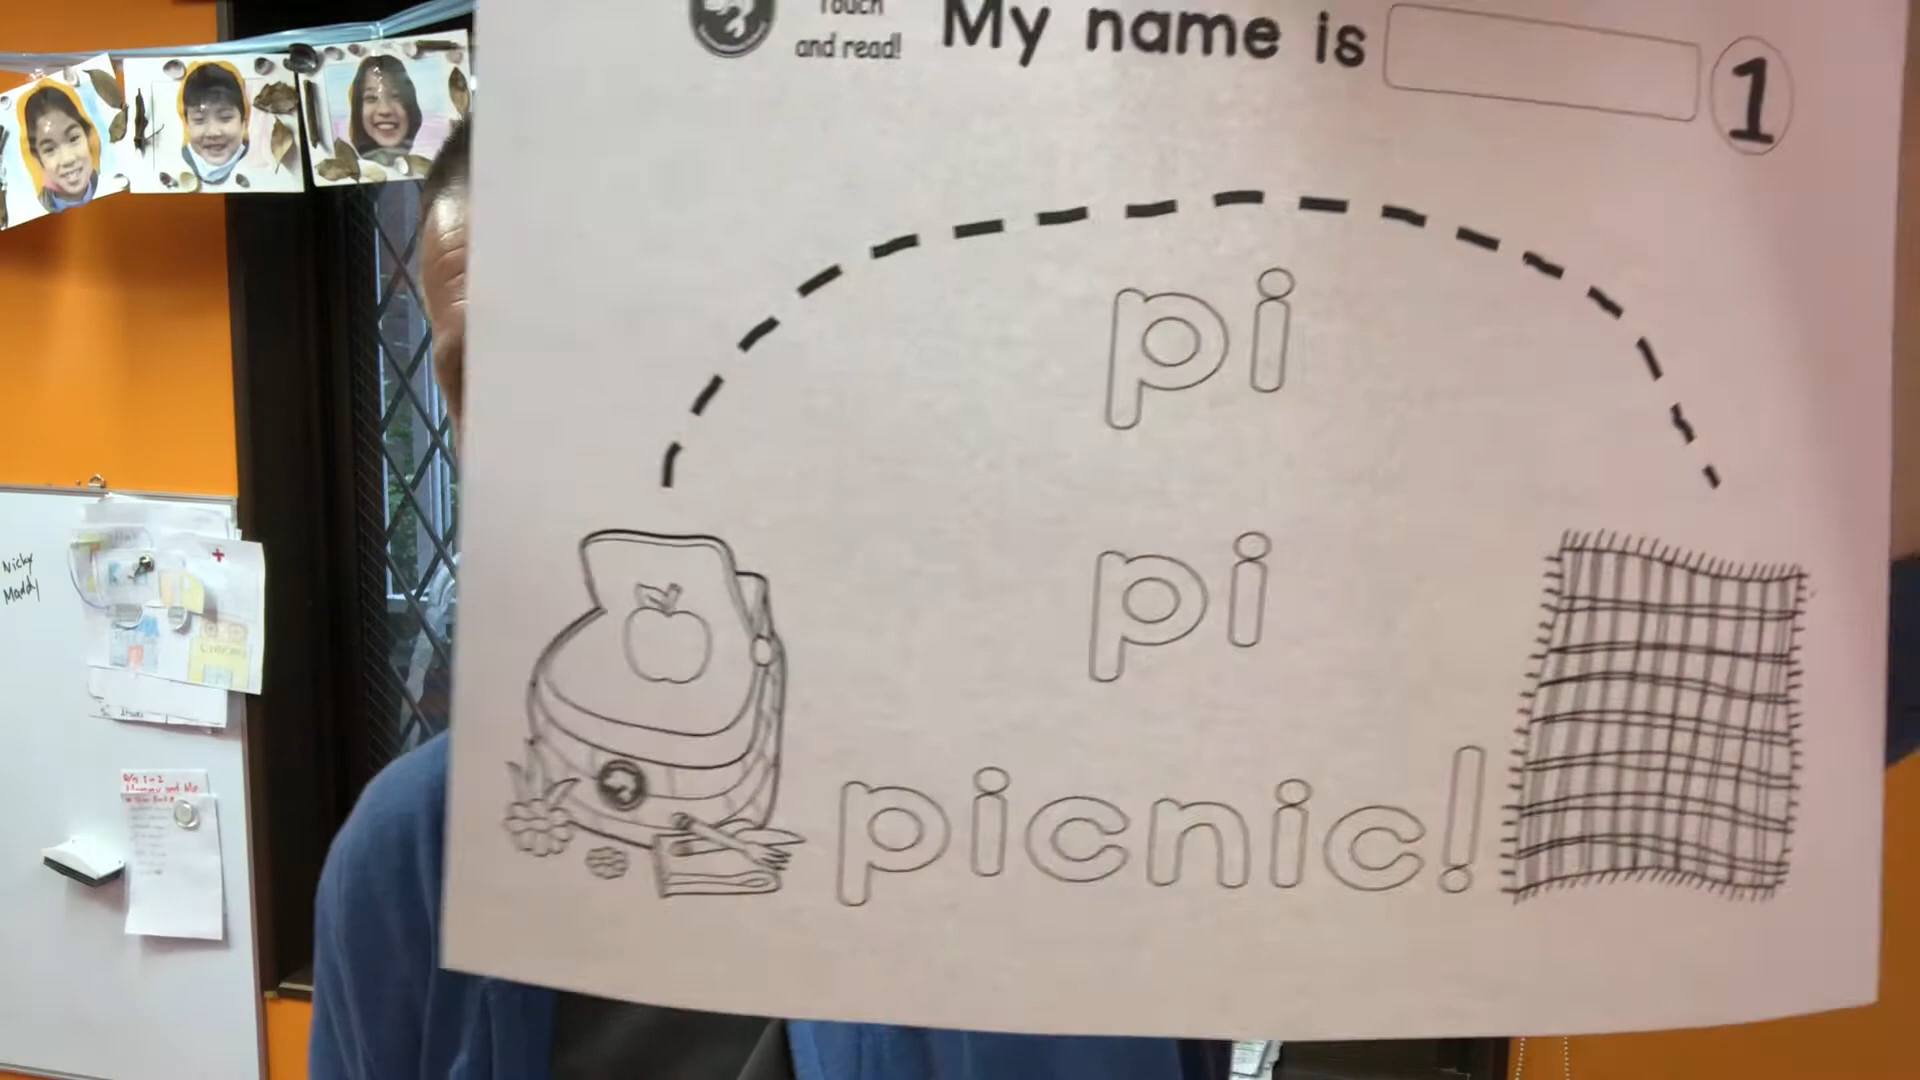 Touch
and read!
My name is
1
pi
pi
picnic!
Nicky
Maddy